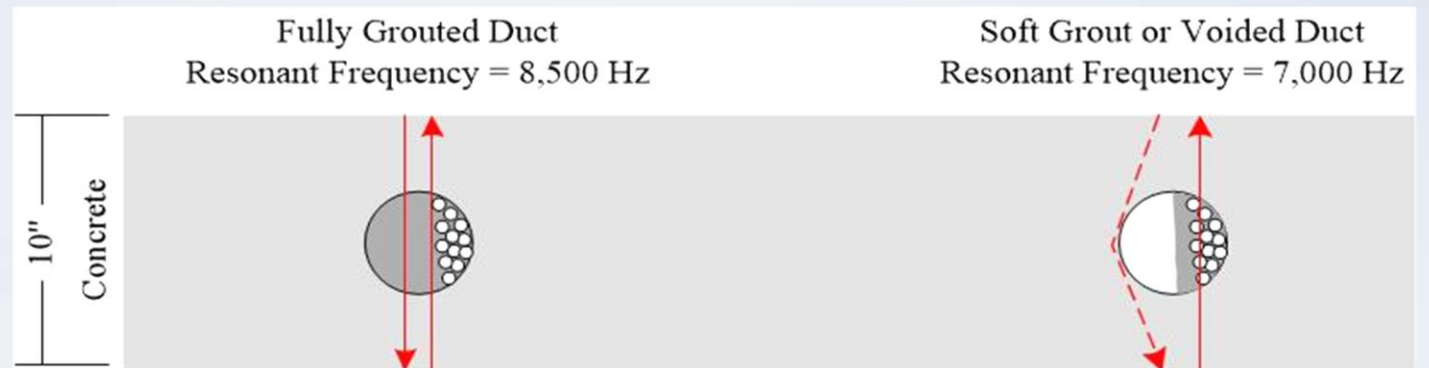 Fully Grouted Duct
Resonant Frequency = 8,500 Hz
Soft Grout or Voided Duct
Resonant Frequency = 7,000 Hz
10"
Concrete